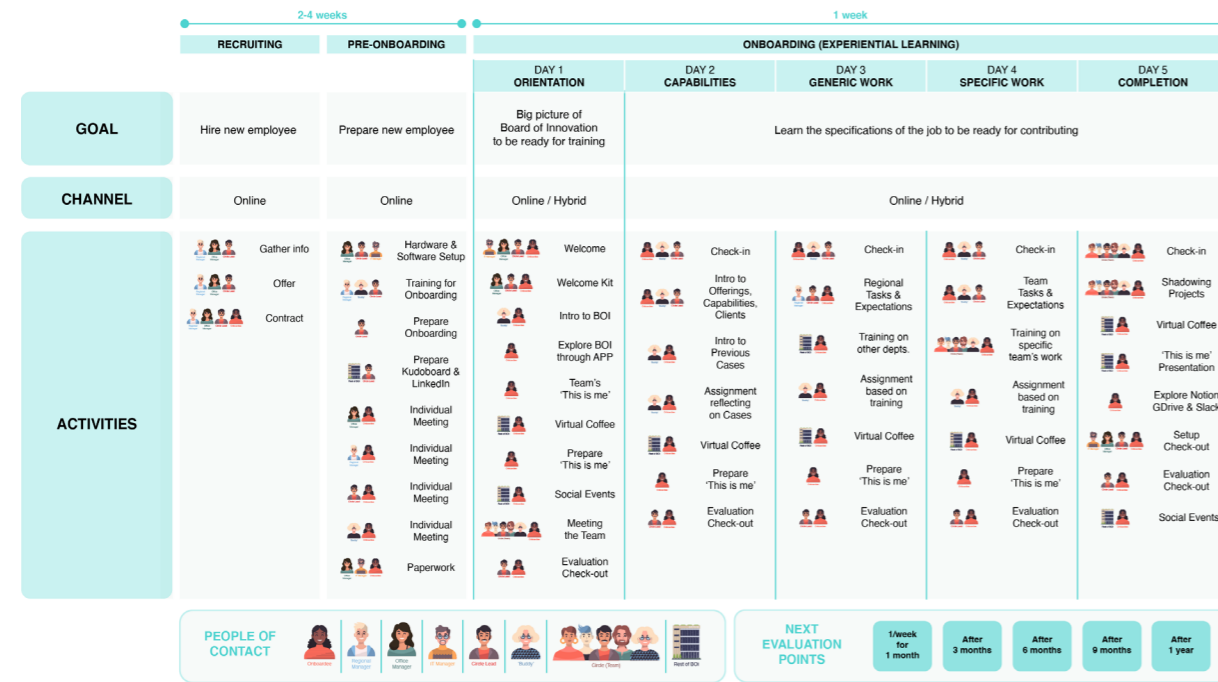 2-4 weeks
1 week
RECRUITING
PRE-ONBOARDING
ONBOARDING (EXPERIENTIAL LEARNING)
DAY 1
ORIENTATION
DAY 2
CAPABILITIES
DAY 3
GENERIC WORK
DAY 4
SPECIFIC WORK
DAY 5
COMPLETION
GOAL
Hire new employee
Prepare new employee
Big picture of
Board of Innovation
to be ready for training
Learn the specifications of the job to be ready for contributing
CHANNEL
Online
Online
Online / Hybrid
Online / Hybrid
ACTIVITIES
Gather info
Offer
Contract
Hardware &
Software Setup
Training for
Onboarding
Prepare
Onboarding
Prepare
Kudoboard &
LinkedIn
Individual
Meeting
Individual
Meeting
Individual
Meeting
Individual
Meeting
Paperwork
Welcome
Welcome Kit
Intro to BOI
Explore BOI
through APP
Team's
'This is me'
Virtual Coffee
Prepare
'This is me'
Social Events
Meeting
the Team
Evaluation
Check-out
Check-in
Intro to
Offerings,
Capabilities,
Clients
Intro to
Previous
Cases
Assignment
reflecting
on Cases
Virtual Coffee
Prepare
'This is me'
Evaluation
Check-out
Check-in
Regional
Tasks &
Expectations
Training on
other depts.
Assignment
based on
training
Virtual Coffee
Prepare
'This is me'
Evaluation
Check-out
Check-in
Team
Tasks &
Expectations
Training on
specific
team's work
Assignment
based on
training
Virtual Coffee
Prepare
'This is me'
Evaluation
Check-out
Check-in
Shadowing
Projects
Virtual Coffee
'This is me'
Presentation
Explore Notion
GDrive & Slack
Setup
Check-out
Evaluation
Check-out
Social Events
PEOPLE OF
CONTACT
Onboardee
Regional
Manager
Office
Manager
IT Manager
Circle Lead
'Buddy'
Circle (Team)
Rest of BOI
NEXT
EVALUATION
POINTS
1/week
for
1 month
After
3 months
After
6 months
After
9 months
After
1 year